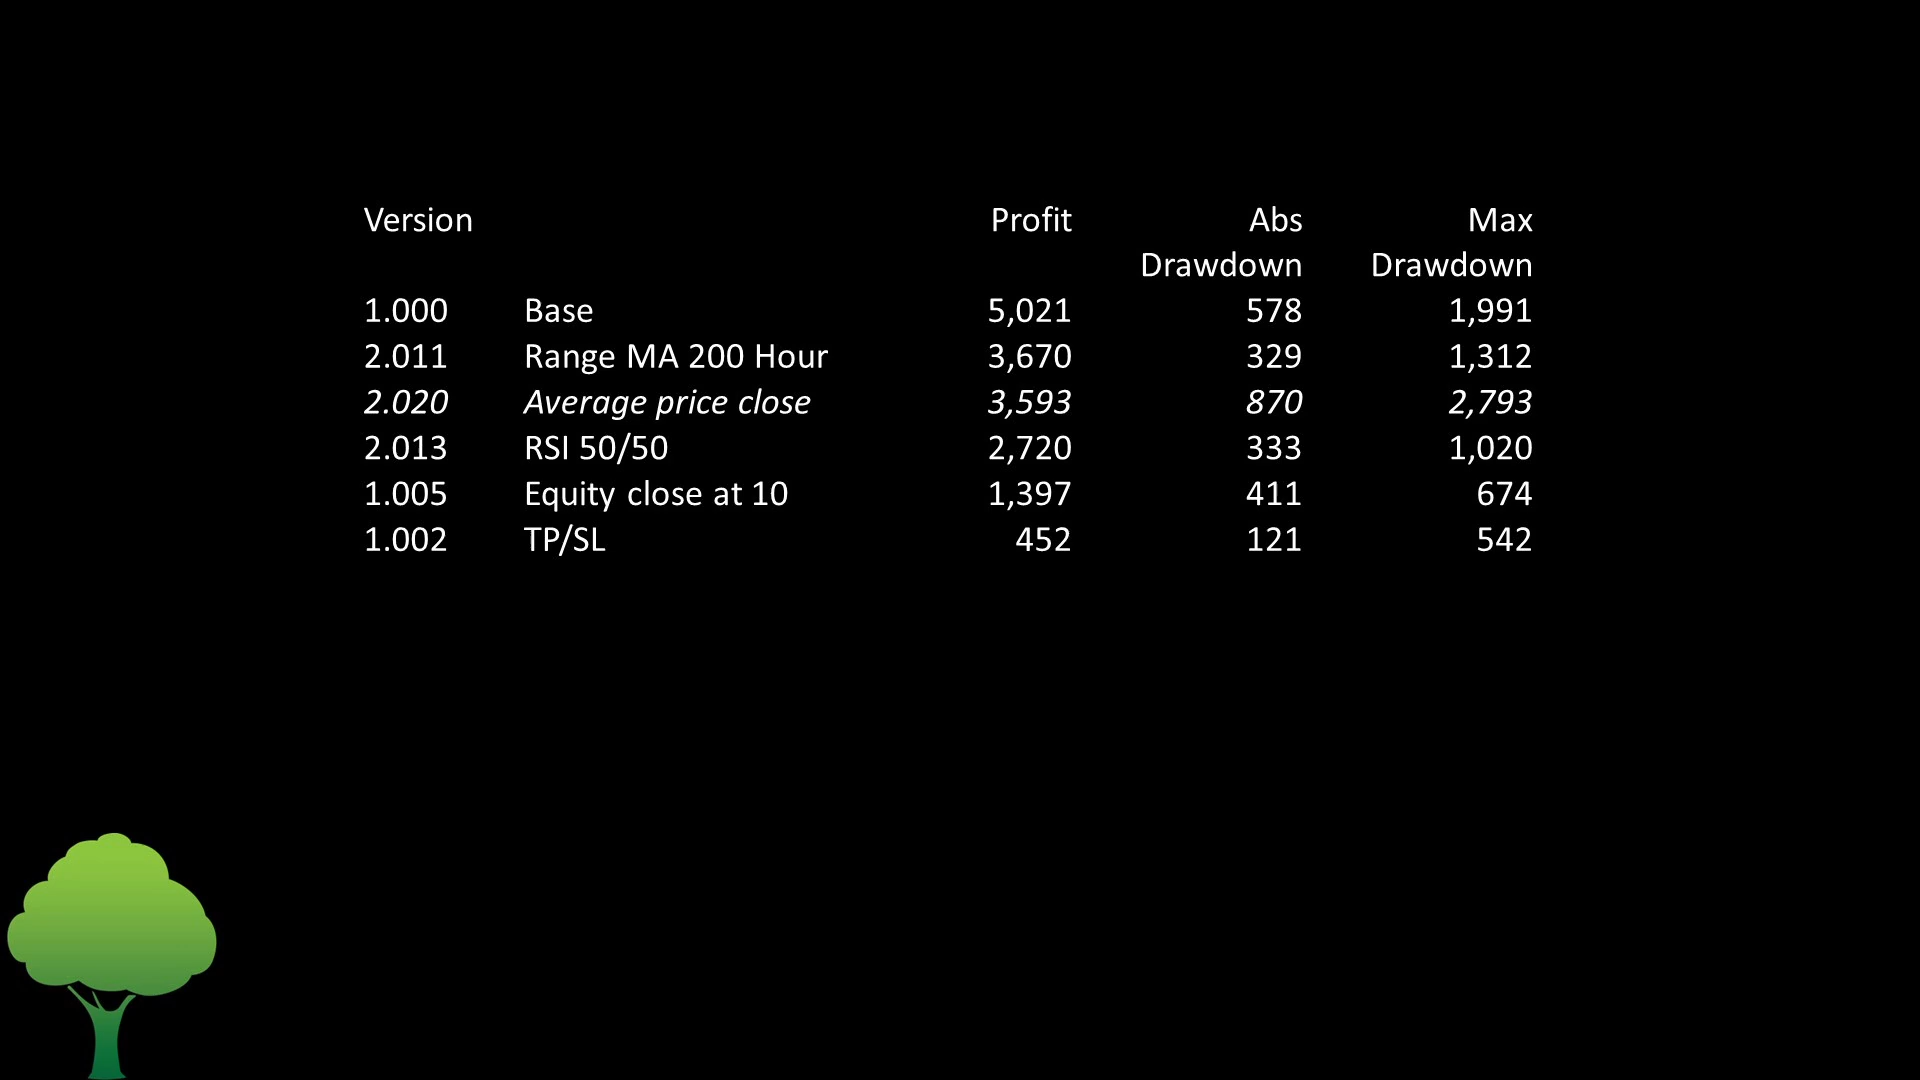 Version Profit Abs Max
Drawdown Drawdown
1.000 Base 5,021 578 1,991
2.011 Range MA 200 Hour 3,670 329 1,312
2.020 Average price close 3,593 870 2,793
2.013 RSI 50/50 2,720 333 1,020
1.005 Equity close at 10 1,397 411 674
1.002 TP/SL 452 121 542